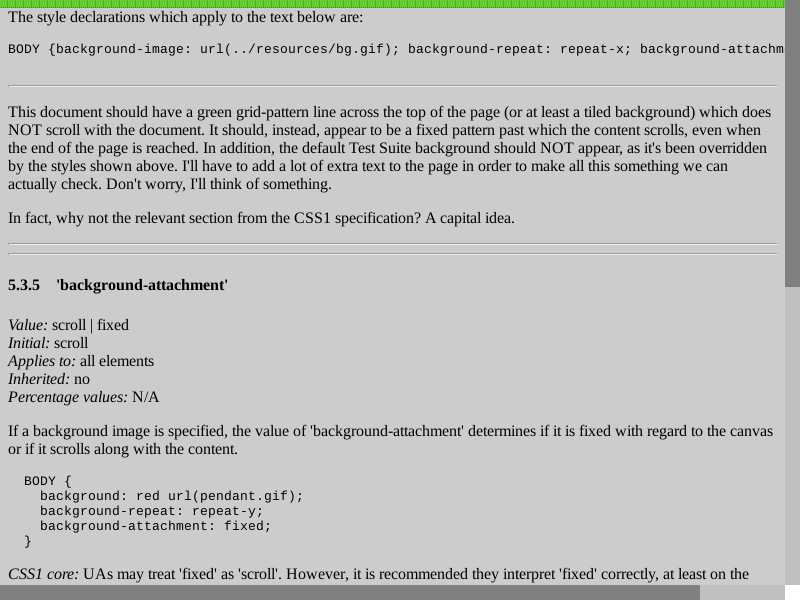 The style declarations which apply to the text below are:
BODY {background-image: url(../resources/bg.gif); background-repeat: repeat-x; background-attachm
This document should have a green grid-pattern line across the top of the page (or at least a tiled background) which does
NOT scroll with the document. It should, instead, appear to be a fixed pattern past which the content scrolls, even when
the end of the page is reached. In addition, the default Test Suite background should NOT appear, as it's been overridden
by the styles shown above. I'll have to add a lot of extra text to the page in order to make all this something we can
actually check. Don't worry, I'll think of something.
In fact, why not the relevant section from the CSS1 specification? A capital idea.
5.3.5    'background-attachment'
Value: scroll | fixed
Initial: scroll
Applies to: all elements
Inherited: no
Percentage values: N/A
If a background image is specified, the value of 'background-attachment' determines if it is fixed with regard to the canvas
or if it scrolls along with the content.
BODY {
background: red url(pendant.gif);
background-repeat: repeat-y;
background-attachment: fixed;
}
CSS1 core: UAs may treat 'fixed' as 'scroll'. However, it is recommended they interpret 'fixed' correctly, at least on the